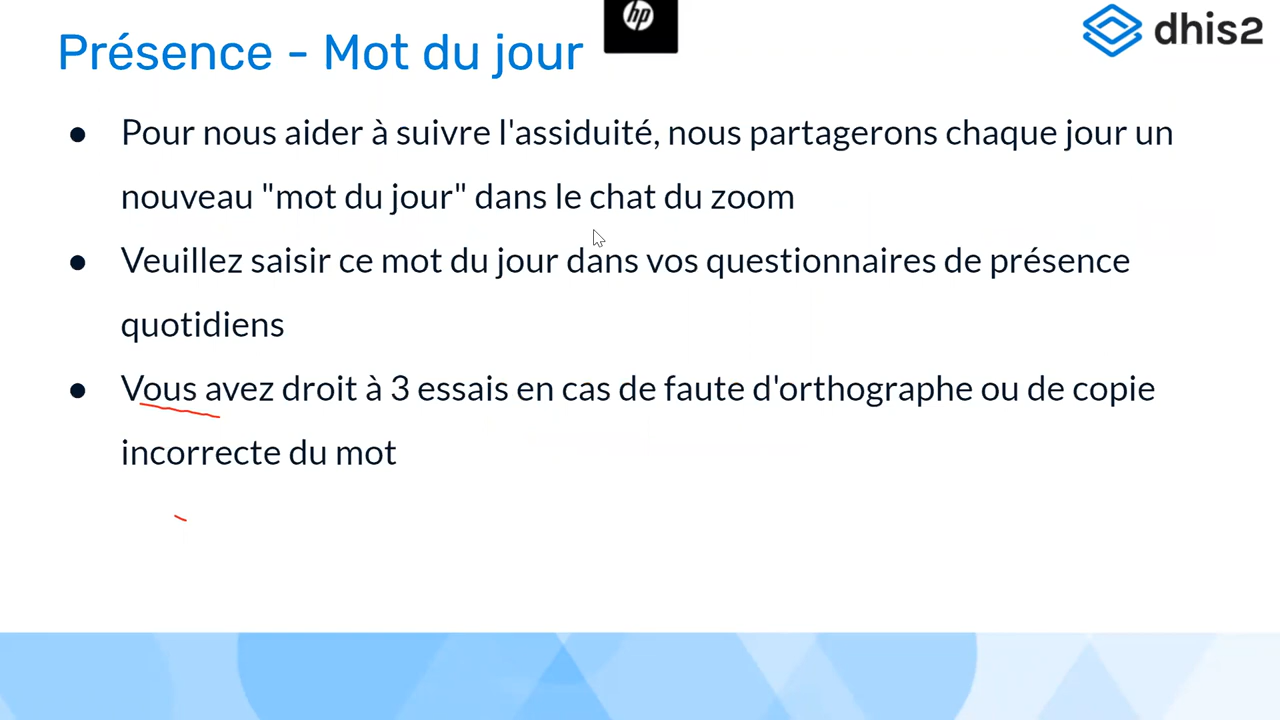 hp
dhis2
Présence - Mot du jour
● Pour nous aider à suivre l'assiduité, nous partagerons chaque jour un
nouveau "mot du jour" dans le chat du zoom
● Veuillez saisir ce mot du jour dans vos questionnaires de présence
quotidiens
● Vous avez droit à 3 essais en cas de faute d'orthographe ou de copie
incorrecte du mot